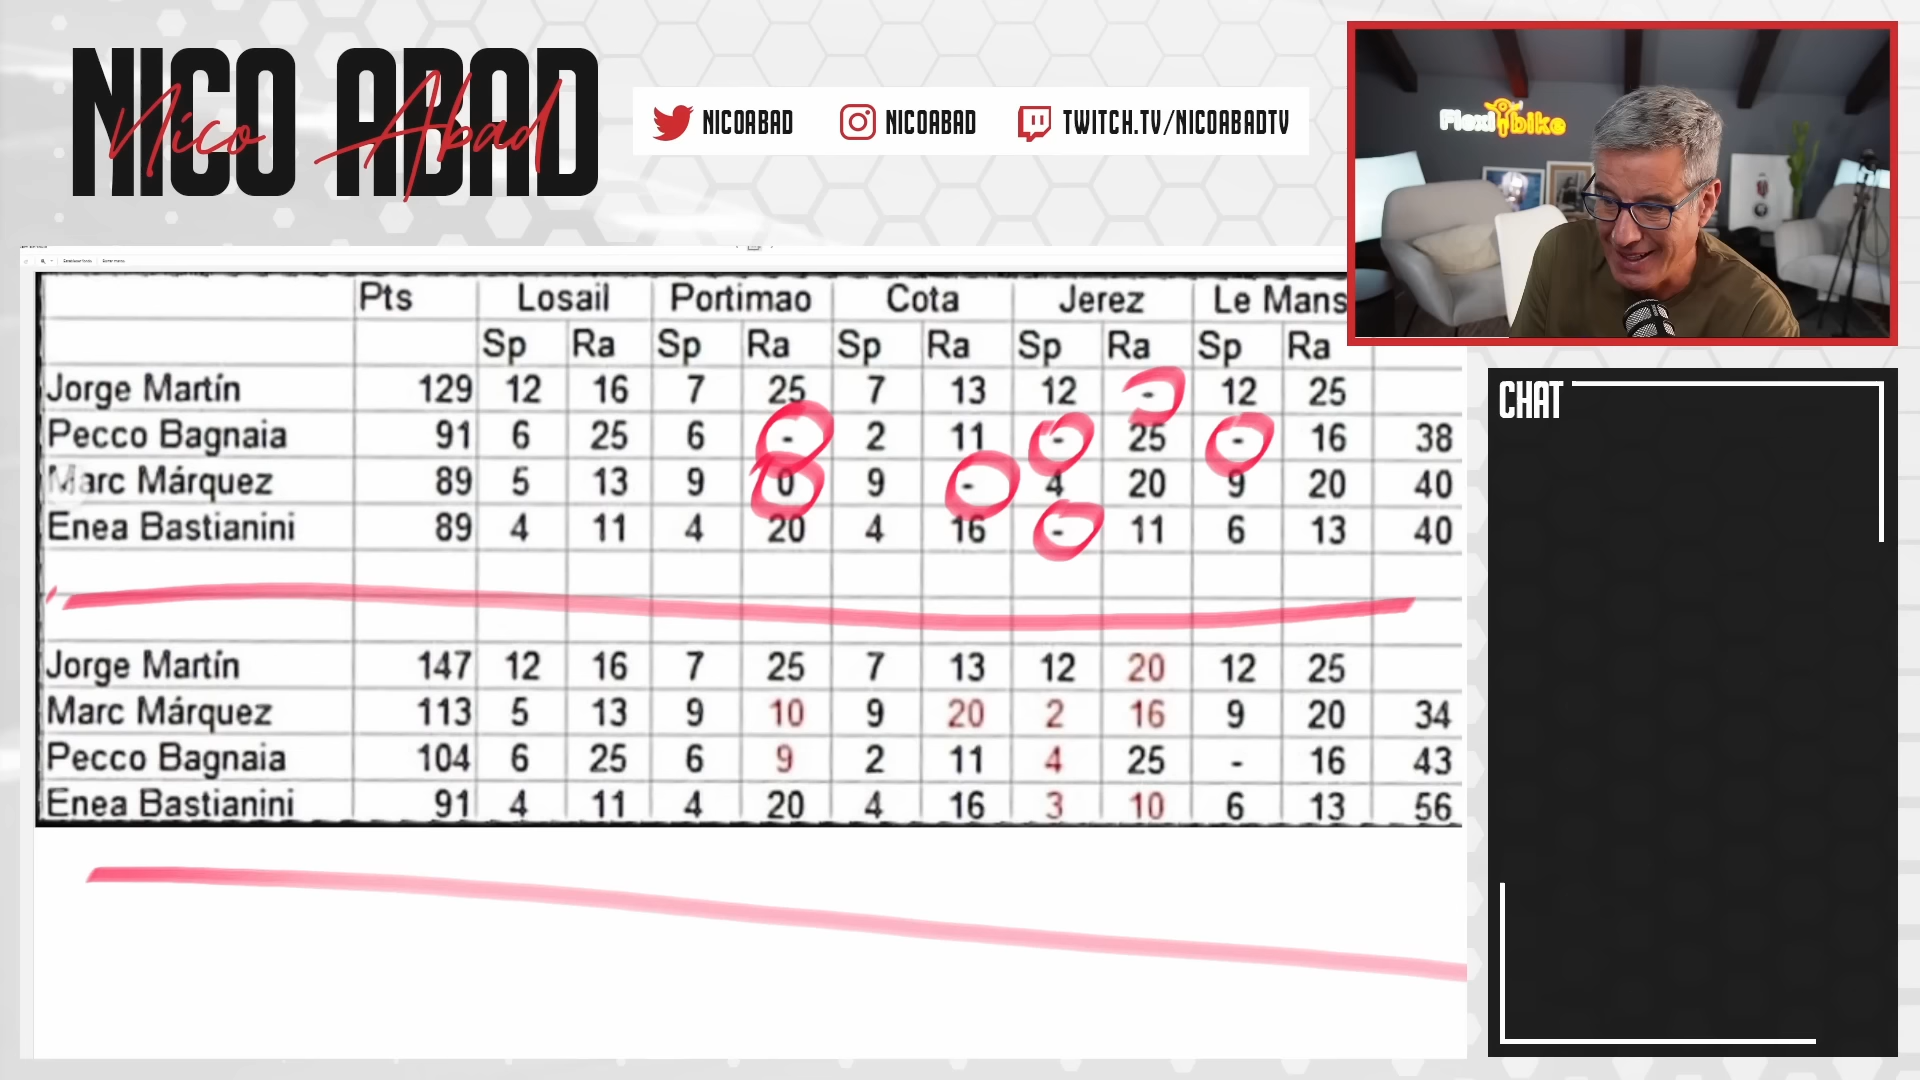 NICO ABAD
Nico Abad
NICOABAD NICOABAD TWITCH.TV/NICOABADTV
Flexi bike
Pts Losail Portimao Cota Jerez Le Mans
Sp Ra Sp Ra Sp Ra Sp Ra Sp Ra
Jorge Martín 129 12 16 7 25 7 13 12 - 12 25
Pecco Bagnaia 91 6 25 6 - 2 11 - 25 - 16 38
Marc Márquez 89 5 13 9 0 9 - 4 20 9 20 40
Enea Bastianini 89 4 11 4 20 4 16 - 11 6 13 40
Jorge Martín 147 12 16 7 25 7 13 12 20 12 25
Marc Márquez 113 5 13 9 10 9 20 2 16 9 20 34
Pecco Bagnaia 104 6 25 6 9 2 11 4 25 - 16 43
Enea Bastianini 91 4 11 4 20 4 16 3 10 6 13 56
CHAT